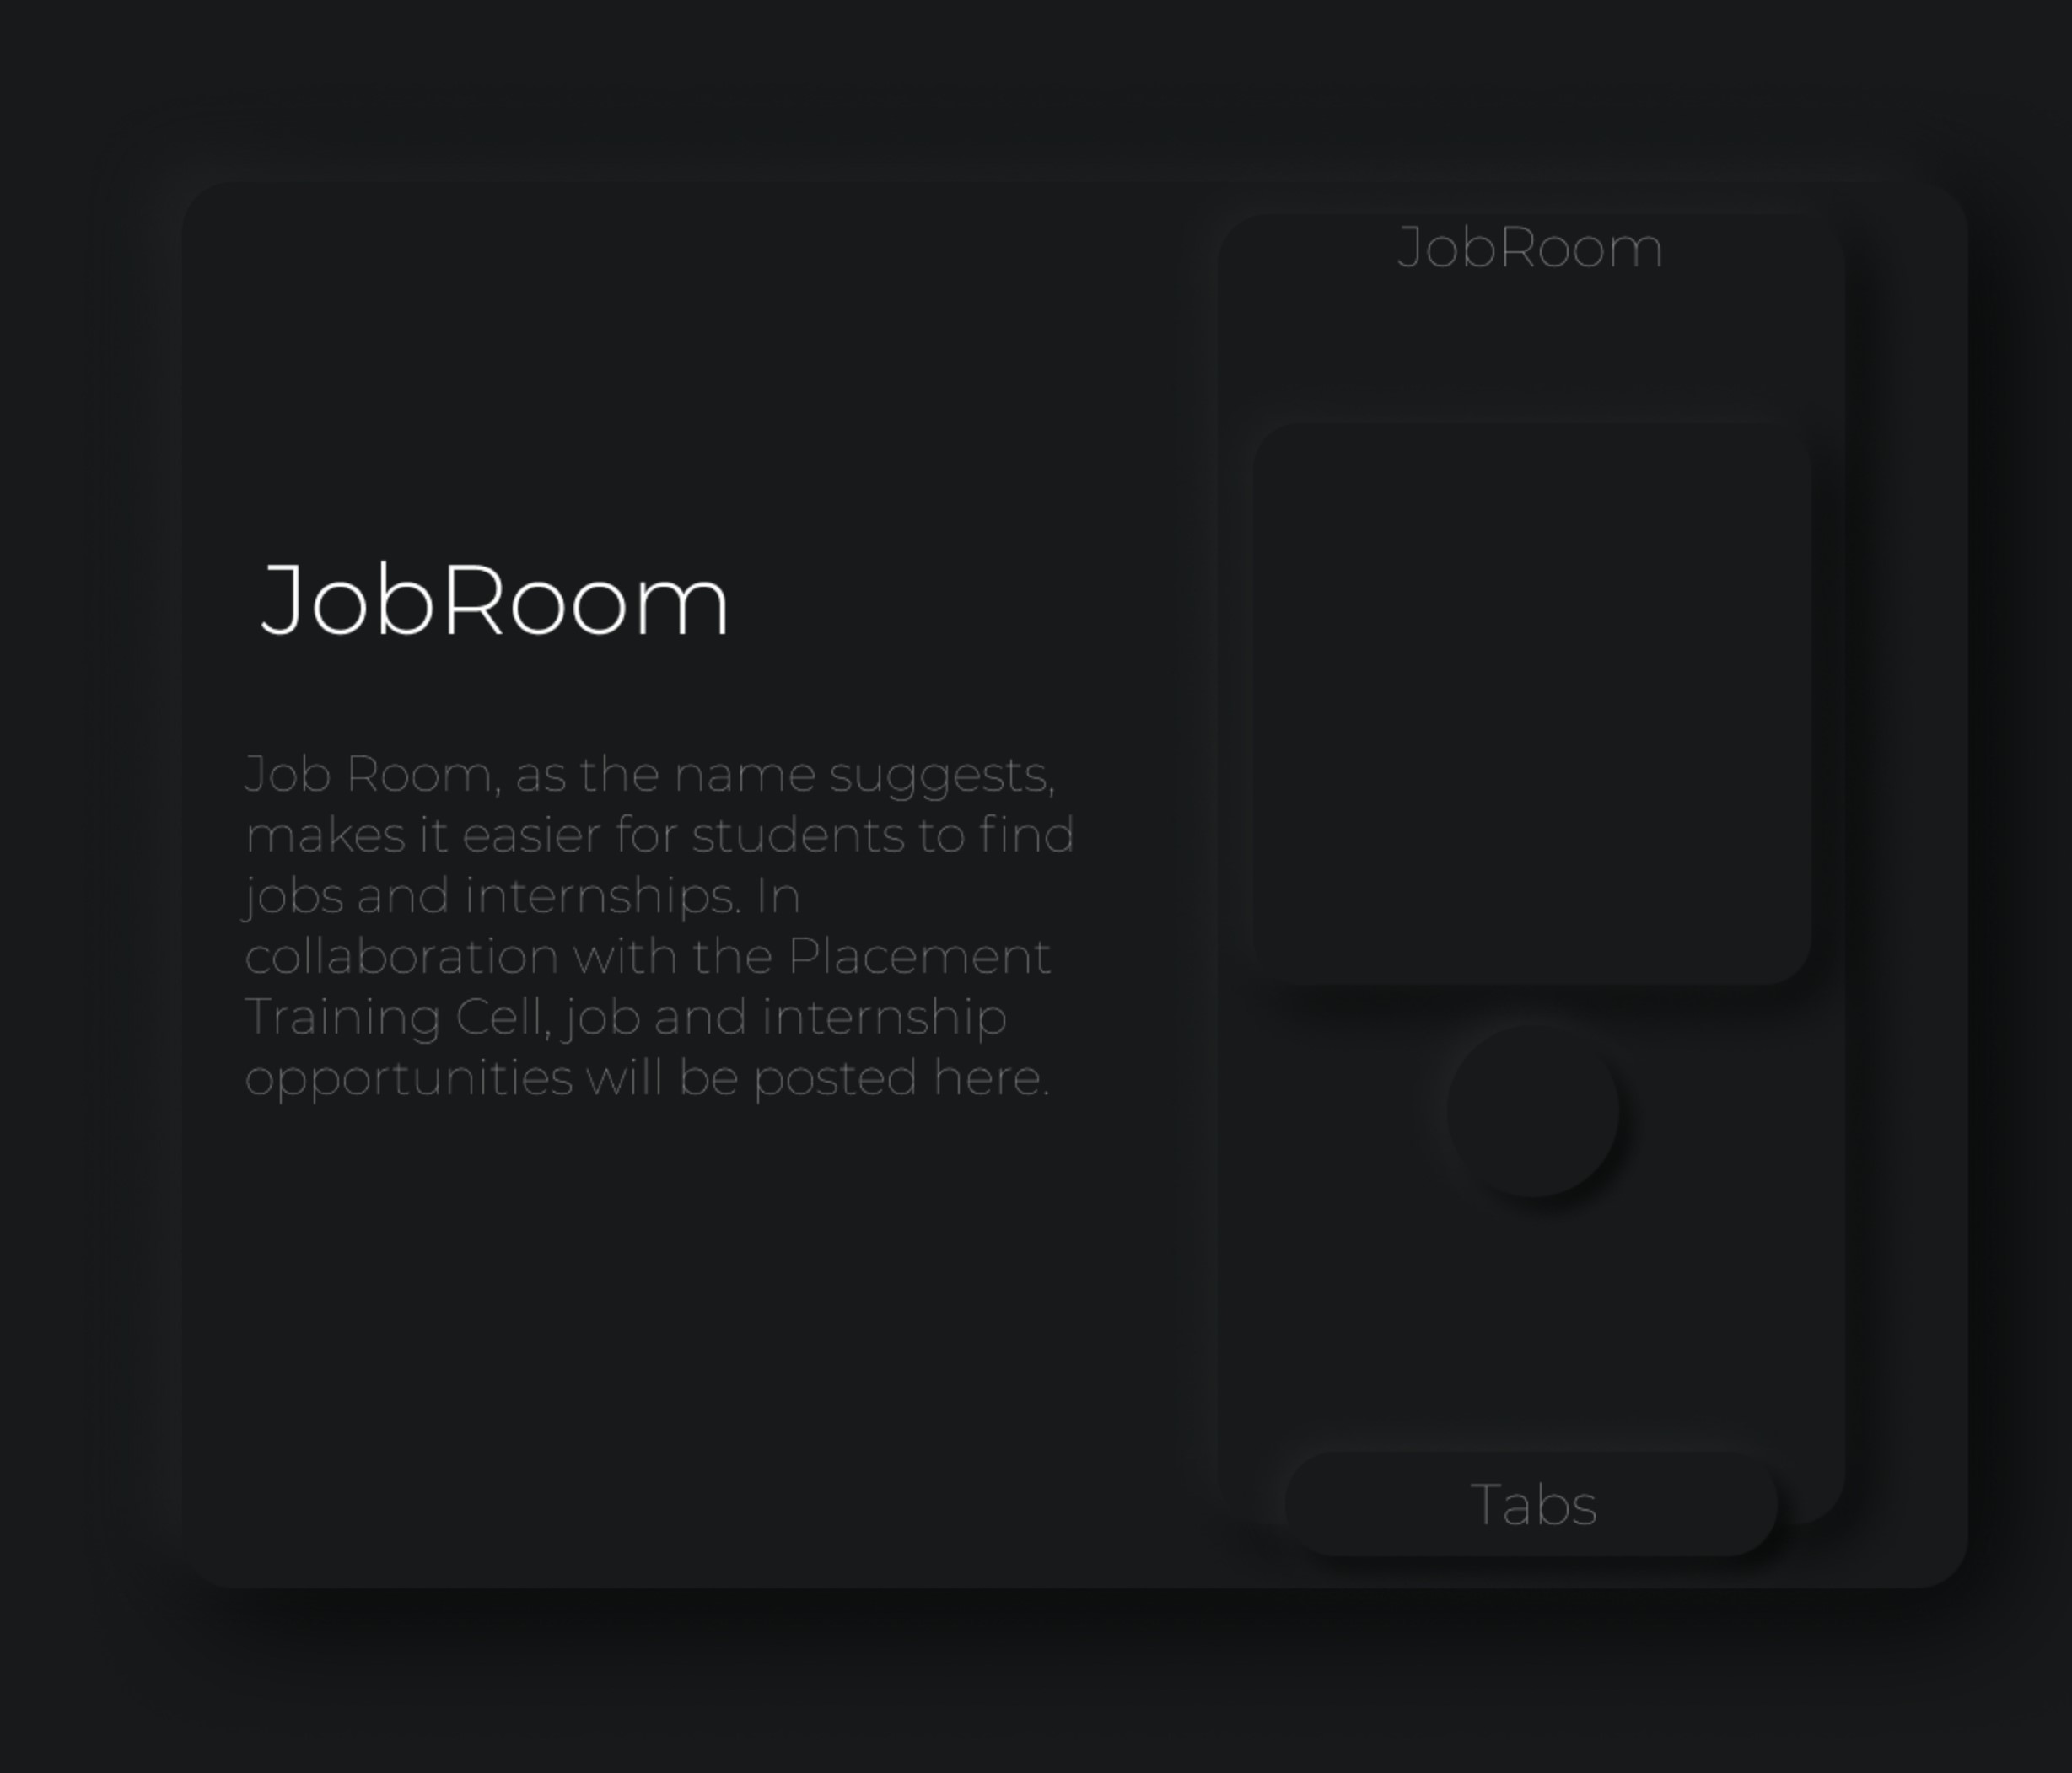 JobRoom
JobRoom
Job Room, as the name suggests,
makes it easier for students to find
jobs and internships. In
collaboration with the Placement
Training Cell, job and internship
opportunities will be posted here.
Tabs